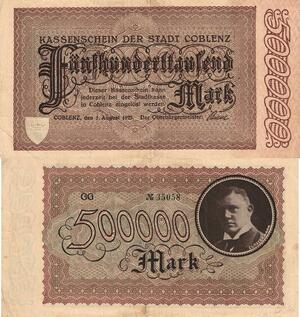 KASSENSCHEIN DER STADT COBLENZ
Fünfhunderttausend
Mark
Dieser Kassenschein kann
jederzeit bei der Stadtkasse
in Coblenz eingelöst werden
COBLENZ, den 1. August 1923. Der Oberbürgermeister:
500000
GG № 35058
500000
Mark